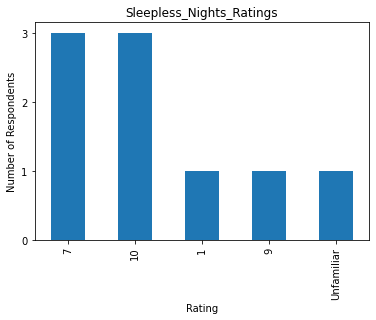 Sleepless_Nights_Ratings
Number of Respondents
3
2
1
0
7
10
1
9
Unfamiliar
Rating